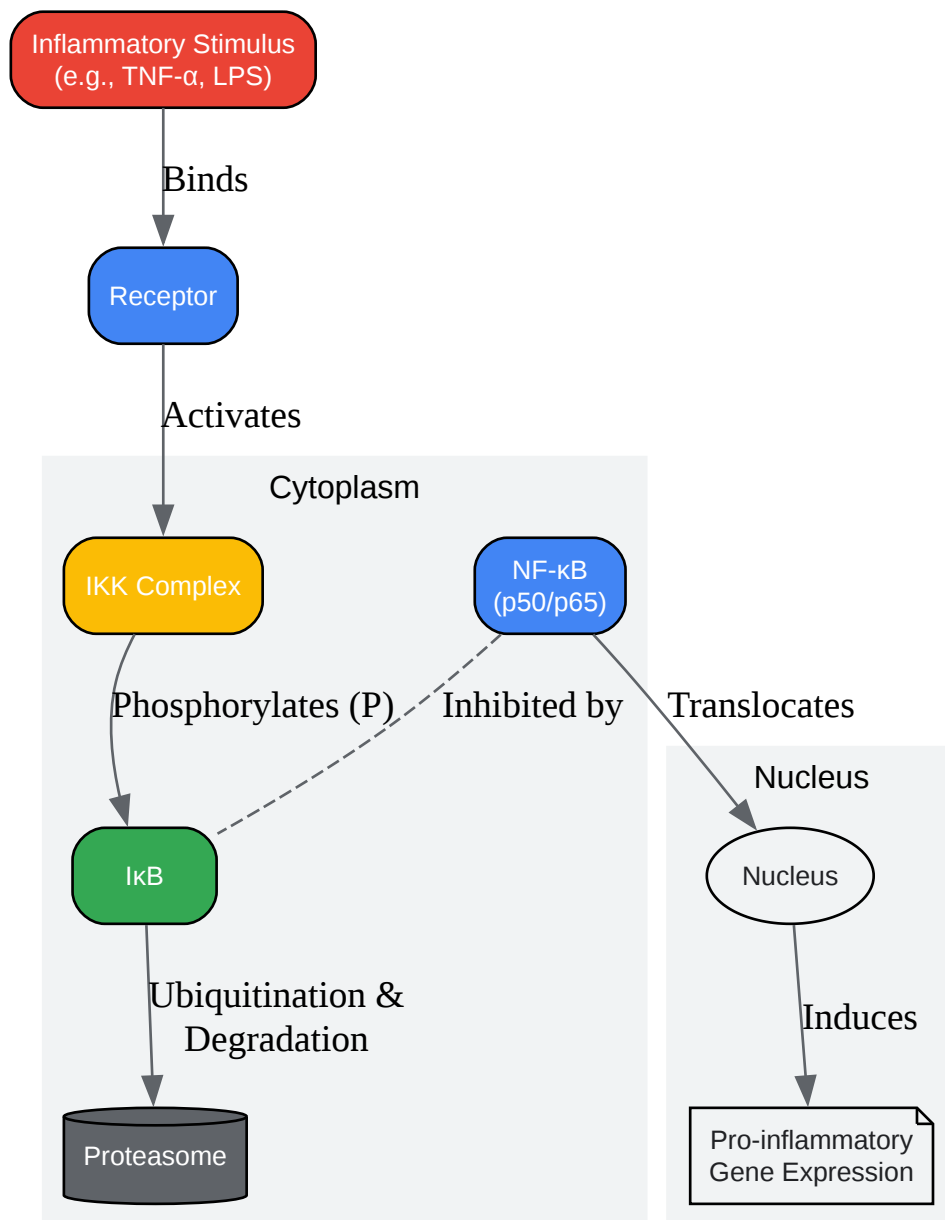 Inflammatory Stimulus
(e.g., TNF-α, LPS)
Binds
Receptor
Activates
Cytoplasm
IKK Complex
NF-κB
(p50/p65)
Phosphorylates (P)
Inhibited by
Translocates
Nucleus
IκB
Nucleus
Ubiquitination &
Degradation
Induces
Proteasome
Pro-inflammatory
Gene Expression